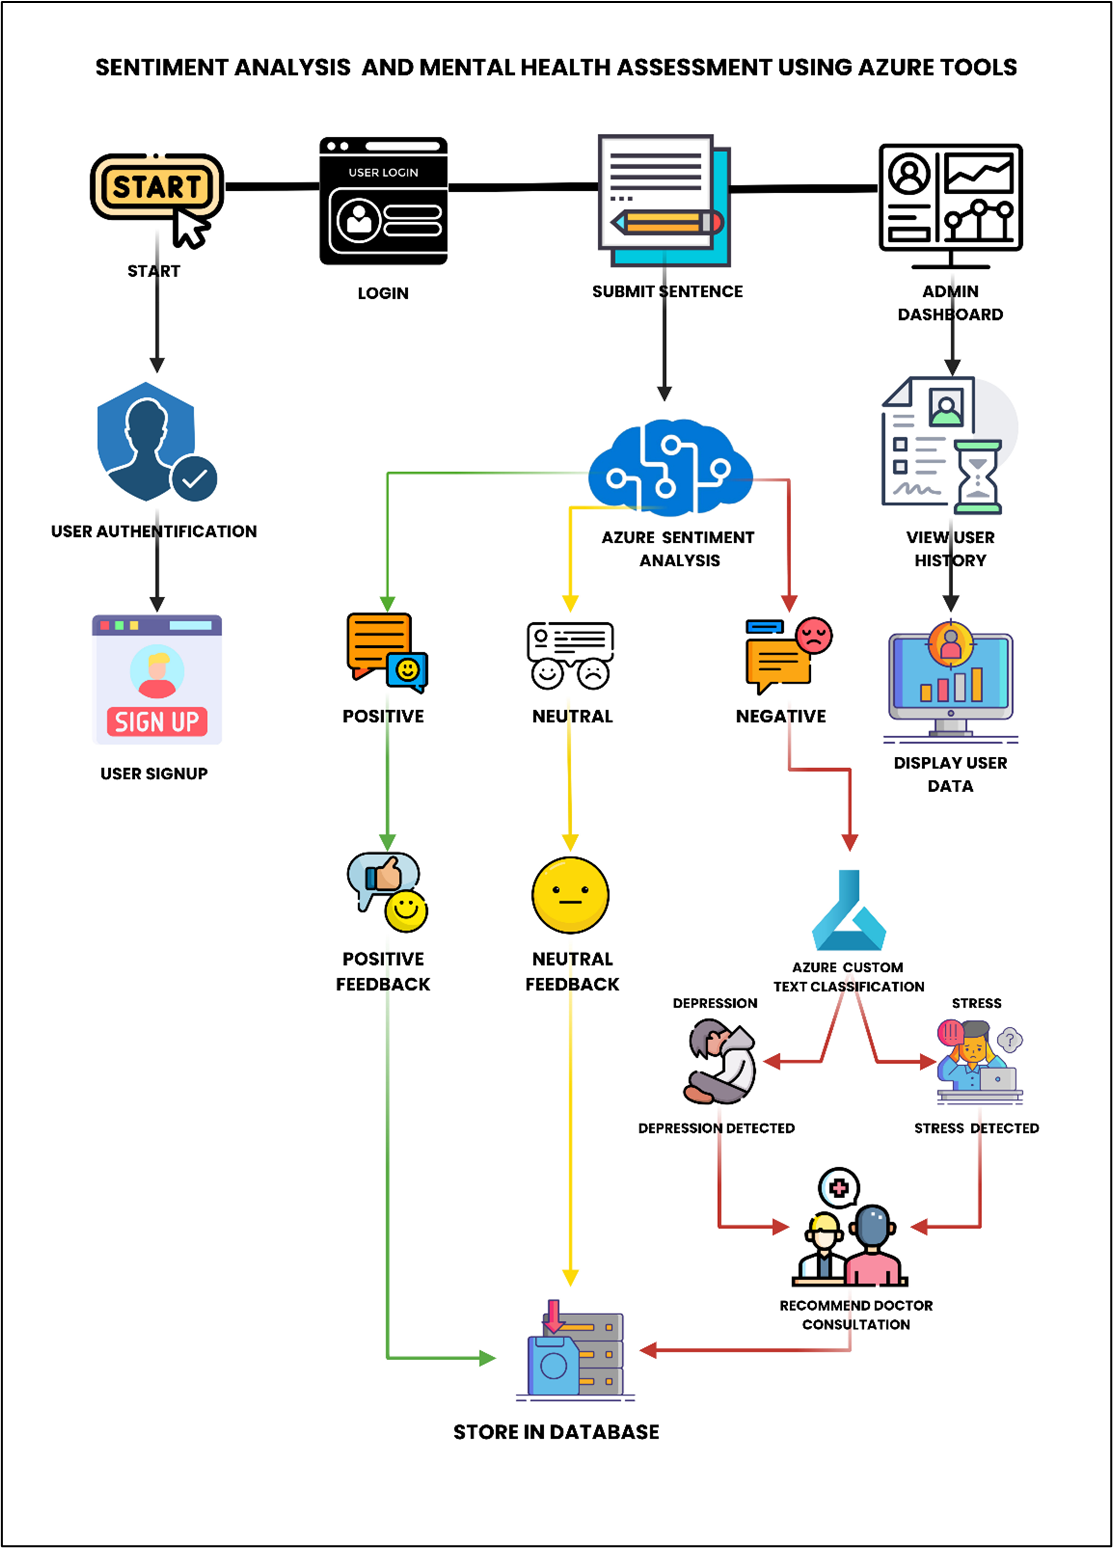 SENTIMENT ANALYSIS AND MENTAL HEALTH ASSESSMENT USING AZURE TOOLS
START
USER LOGIN
START
LOGIN
SUBMIT SENTENCE
ADMIN
DASHBOARD
USER AUTHENTIFICATION
AZURE SENTIMENT
ANALYSIS
VIEW USER
HISTORY
SIGN UP
USER SIGNUP
POSITIVE
NEUTRAL
NEGATIVE
DISPLAY USER
DATA
POSITIVE
FEEDBACK
NEUTRAL
FEEDBACK
AZURE CUSTOM
TEXT CLASSIFICATION
DEPRESSION
STRESS
?
DEPRESSION DETECTED
STRESS DETECTED
RECOMMEND DOCTOR
CONSULTATION
STORE IN DATABASE